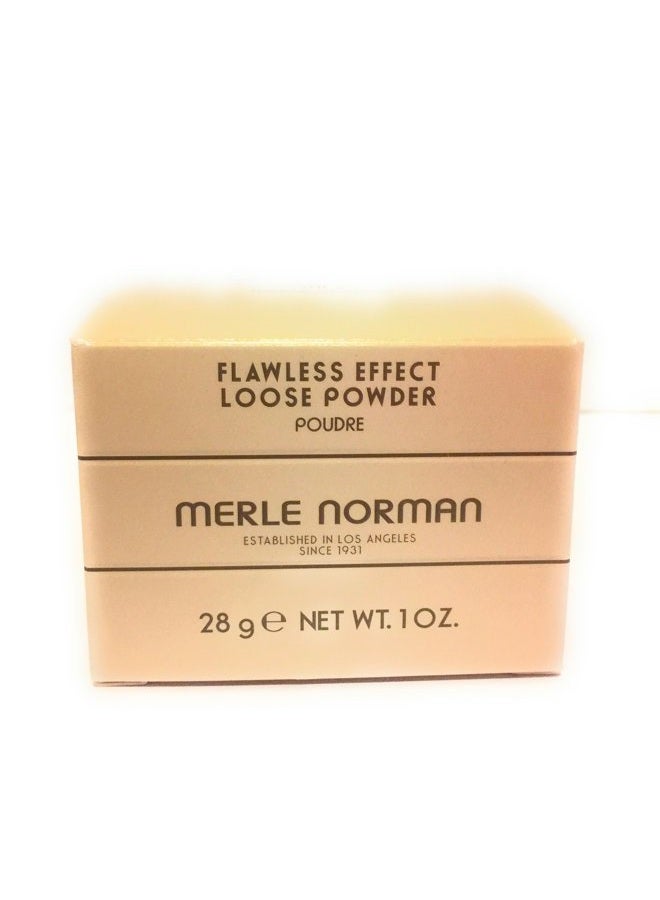 FLAWLESS EFFECT
LOOSE POWDER
POUDRE
MERLE NORMAN
ESTABLISHED IN LOS ANGELES
SINCE 1931
28 g ℮ NET WT. 1 OZ.